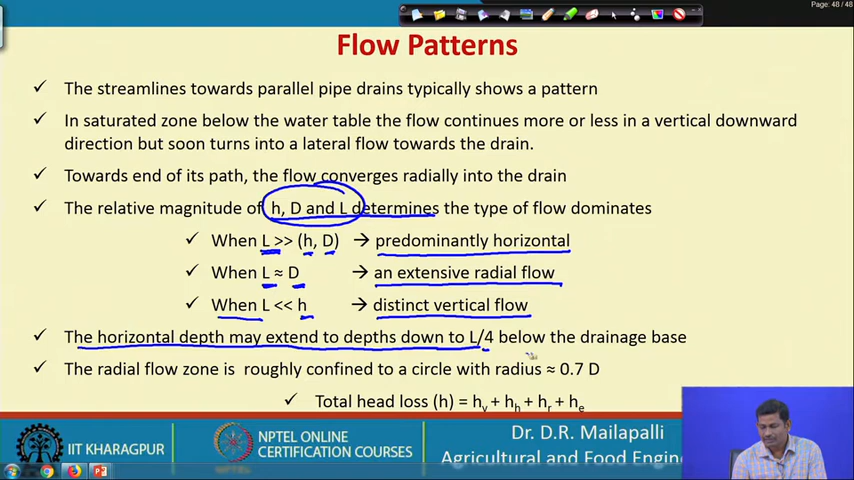 Page: 48 / 48
Flow Patterns
✓ The streamlines towards parallel pipe drains typically shows a pattern
✓ In saturated zone below the water table the flow continues more or less in a vertical downward
direction but soon turns into a lateral flow towards the drain.
✓ Towards end of its path, the flow converges radially into the drain
✓ The relative magnitude of h, D and L determines the type of flow dominates
✓ When L >> (h, D) → predominantly horizontal
✓ When L ≈ D → an extensive radial flow
✓ When L << h → distinct vertical flow
✓ The horizontal depth may extend to depths down to L/4 below the drainage base
✓ The radial flow zone is roughly confined to a circle with radius ≈ 0.7 D
✓ Total head loss (h) = hv + hh + hr + he
IIT KHARAGPUR
NPTEL ONLINE
CERTIFICATION COURSES
Dr. D.R. Mailapalli
Agricultural and Food Engine